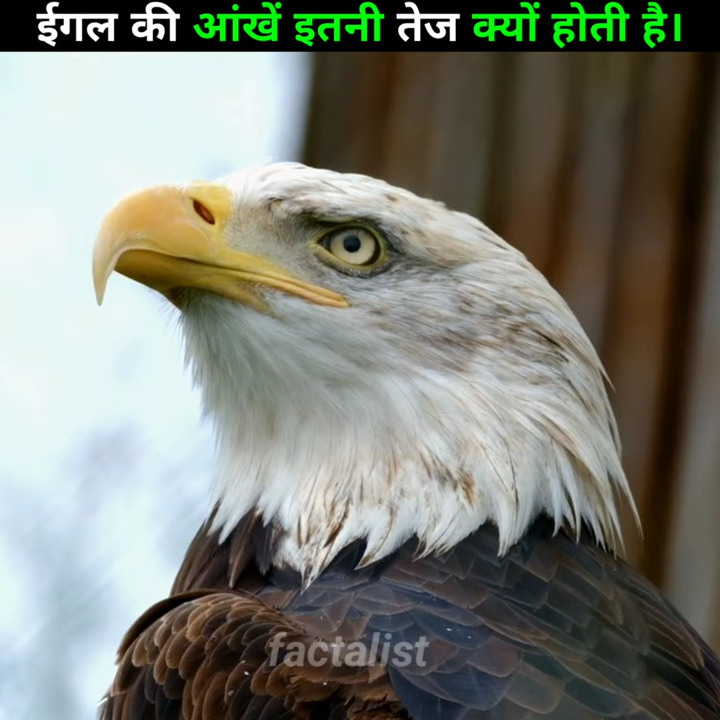 ईगल की आंखें इतनी तेज क्यों होती है।
factalist